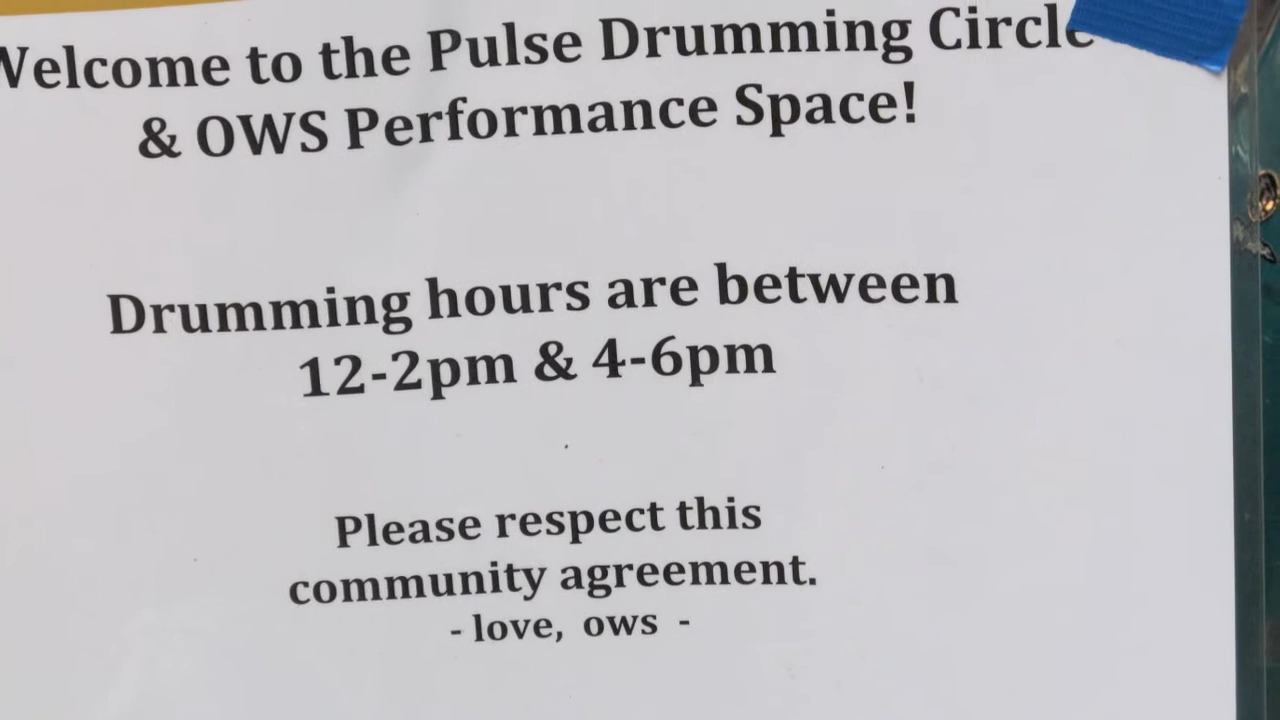 Welcome to the Pulse Drumming Circle
& OWS Performance Space!
Drumming hours are between
12-2pm & 4-6pm
Please respect this
community agreement.
- love, ows -